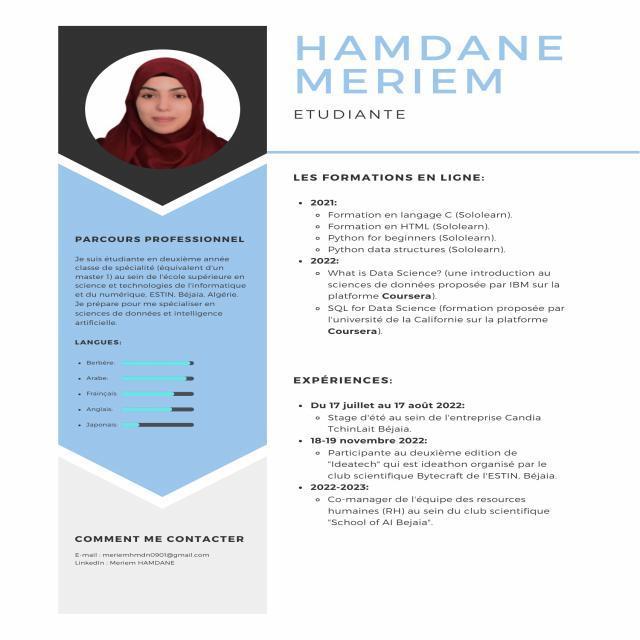 HAMDANE
MERIEM
ETUDIANTE
PARCOURS PROFESSIONNEL
Je suis étudiante en deuxième année
classe de spécialité (équivalent d'un
master 1) au sein de l'école supérieure en
science et technologies de l'informatique
et du numérique, ESTIN, Béjaia, Algérie.
Je prépare pour me spécialiser en
sciences de données et intelligence
artificielle.
LANGUES:
• Berbère:
• Arabe:
• Frainçais
• Anglais:
• Japonais:
COMMENT ME CONTACTER
E-mail : meriemhmdn0901@gmail.com
LinkedIn : Meriem HAMDANE
LES FORMATIONS EN LIGNE:
• 2021:
○ Formation en langage C (Sololearn).
○ Formation en HTML (Sololearn).
○ Python for beginners (Sololearn).
○ Python data structures (Sololearn).
• 2022:
○ What is Data Science? (une introduction au
sciences de données proposée par IBM sur la
platforme Coursera).
○ SQL for Data Science (formation proposée par
l'université de la Californie sur la platforme
Coursera).
EXPÉRIENCES:
• Du 17 juillet au 17 août 2022:
○ Stage d'été au sein de l'entreprise Candia
TchinLait Béjaia.
• 18-19 novembre 2022:
○ Participante au deuxième edition de
"Ideatech" qui est ideathon organisé par le
club scientifique Bytecraft de l'ESTIN, Béjaia.
• 2022-2023:
○ Co-manager de l'équipe des resources
humaines (RH) au sein du club scientifique
"School of AI Bejaia".